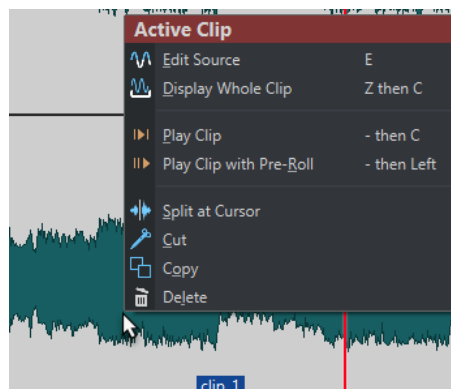 Active Clip
Edit Source E
Display Whole Clip Z then C
Play Clip - then C
Play Clip with Pre-Roll - then Left
Split at Cursor
Cut
Copy
Delete
clip 1